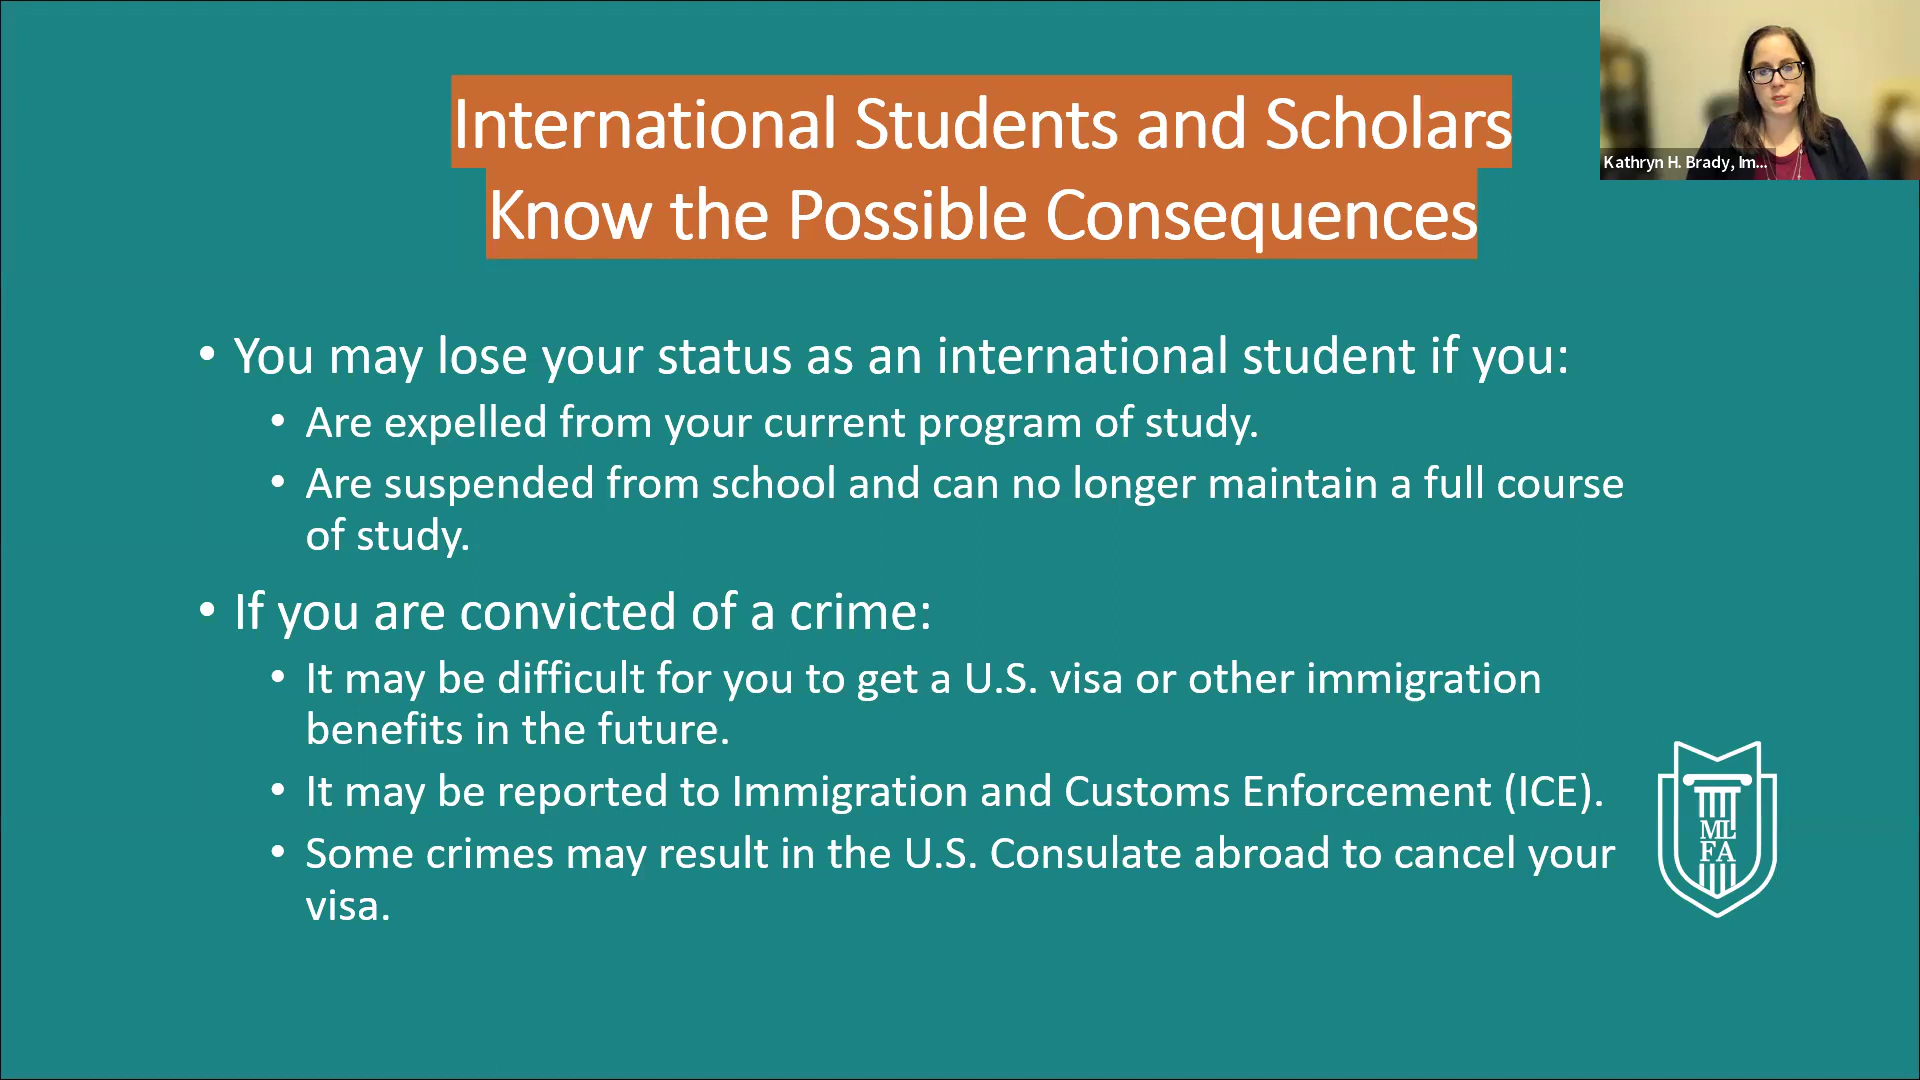 International Students and Scholars
Know the Possible Consequences
Kathryn H. Brady, Im...
• You may lose your status as an international student if you:
• Are expelled from your current program of study.
• Are suspended from school and can no longer maintain a full course
of study.
• If you are convicted of a crime:
• It may be difficult for you to get a U.S. visa or other immigration
benefits in the future.
• It may be reported to Immigration and Customs Enforcement (ICE).
• Some crimes may result in the U.S. Consulate abroad to cancel your
visa.
ML
FA